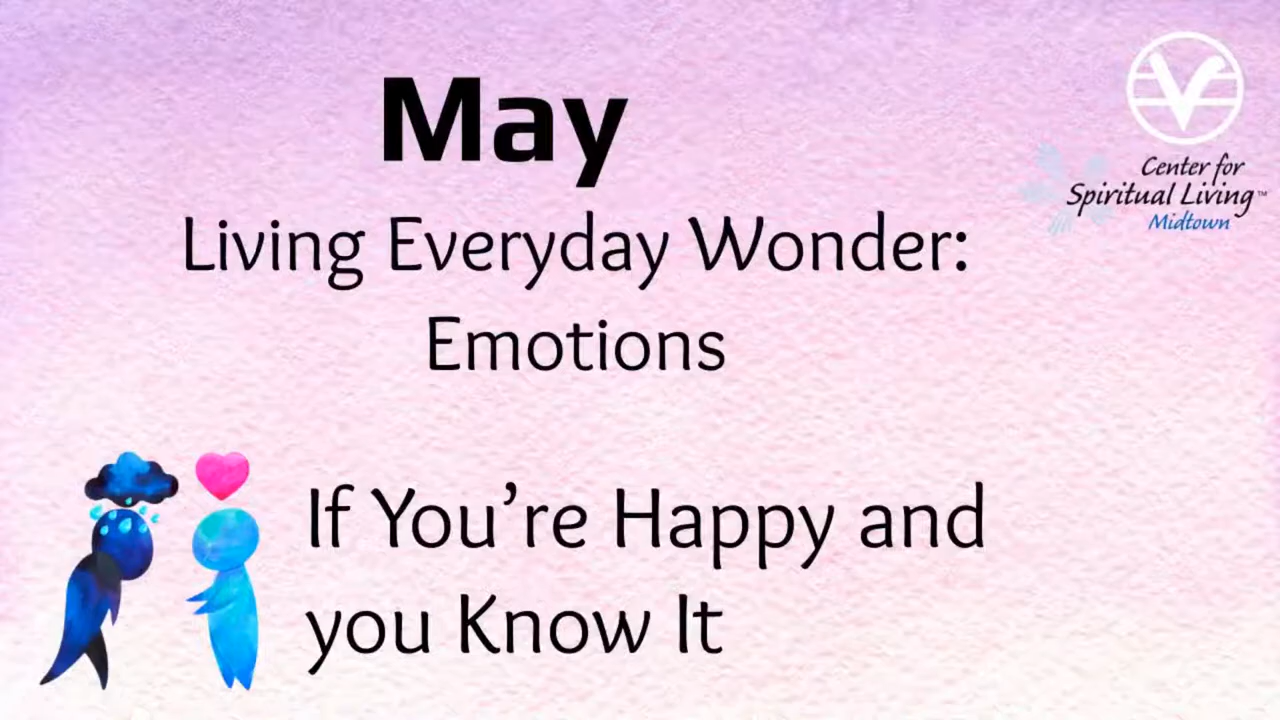 May
Living Everyday Wonder:
Emotions
If You’re Happy and
you Know It
Center for
Spiritual Living™
Midtown